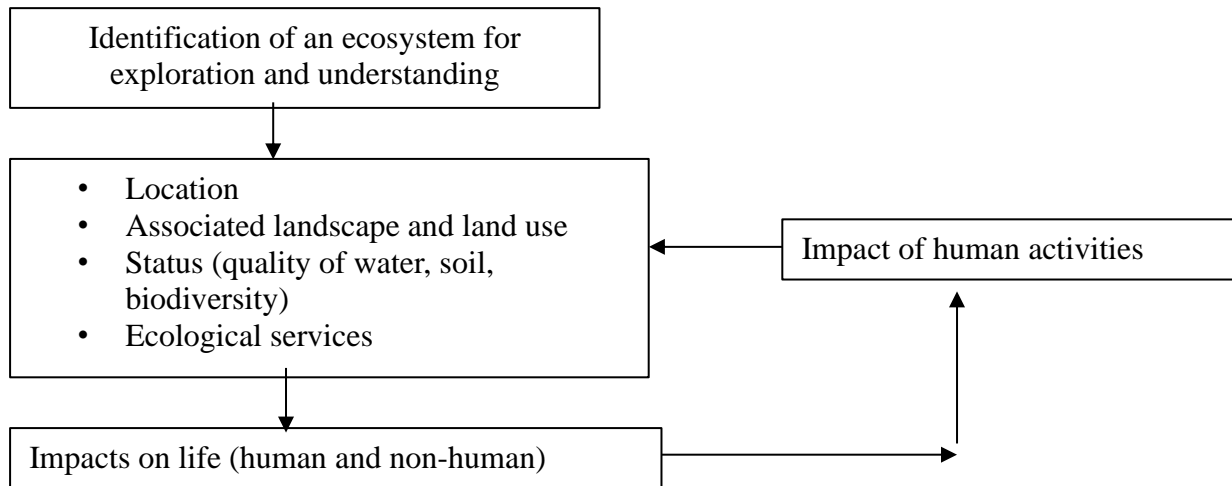 Identification of an ecosystem for
exploration and understanding
• Location
• Associated landscape and land use
• Status (quality of water, soil,
biodiversity)
• Ecological services
Impact of human activities
Impacts on life (human and non-human)